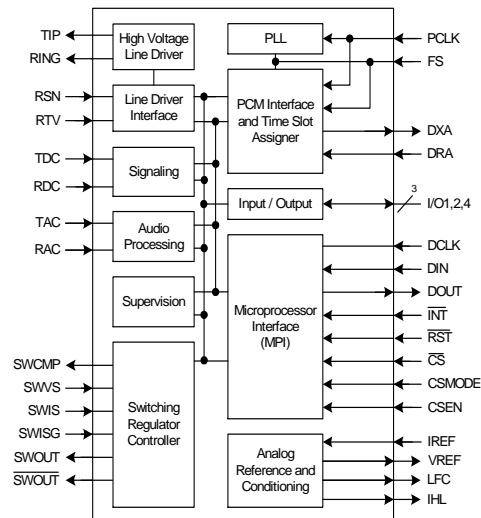 TIP
RING
RSN
RTV
TDC
RDC
TAC
RAC
SWCMP
SWVS
SWIS
SWISG
SWOUT
SWOUT
High Voltage
Line Driver
Line Driver
Interface
Signaling
Audio
Processing
Supervision
Switching
Regulator
Controller
PLL
PCM Interface
and Time Slot
Assigner
Input / Output
Microprocessor
Interface
(MPI)
Analog
Reference and
Conditioning
PCLK
FS
DXA
DRA
3
I/O1,2,4
DCLK
DIN
DOUT
INT
RST
CS
CSMODE
CSEN
IREF
VREF
LFC
IHL